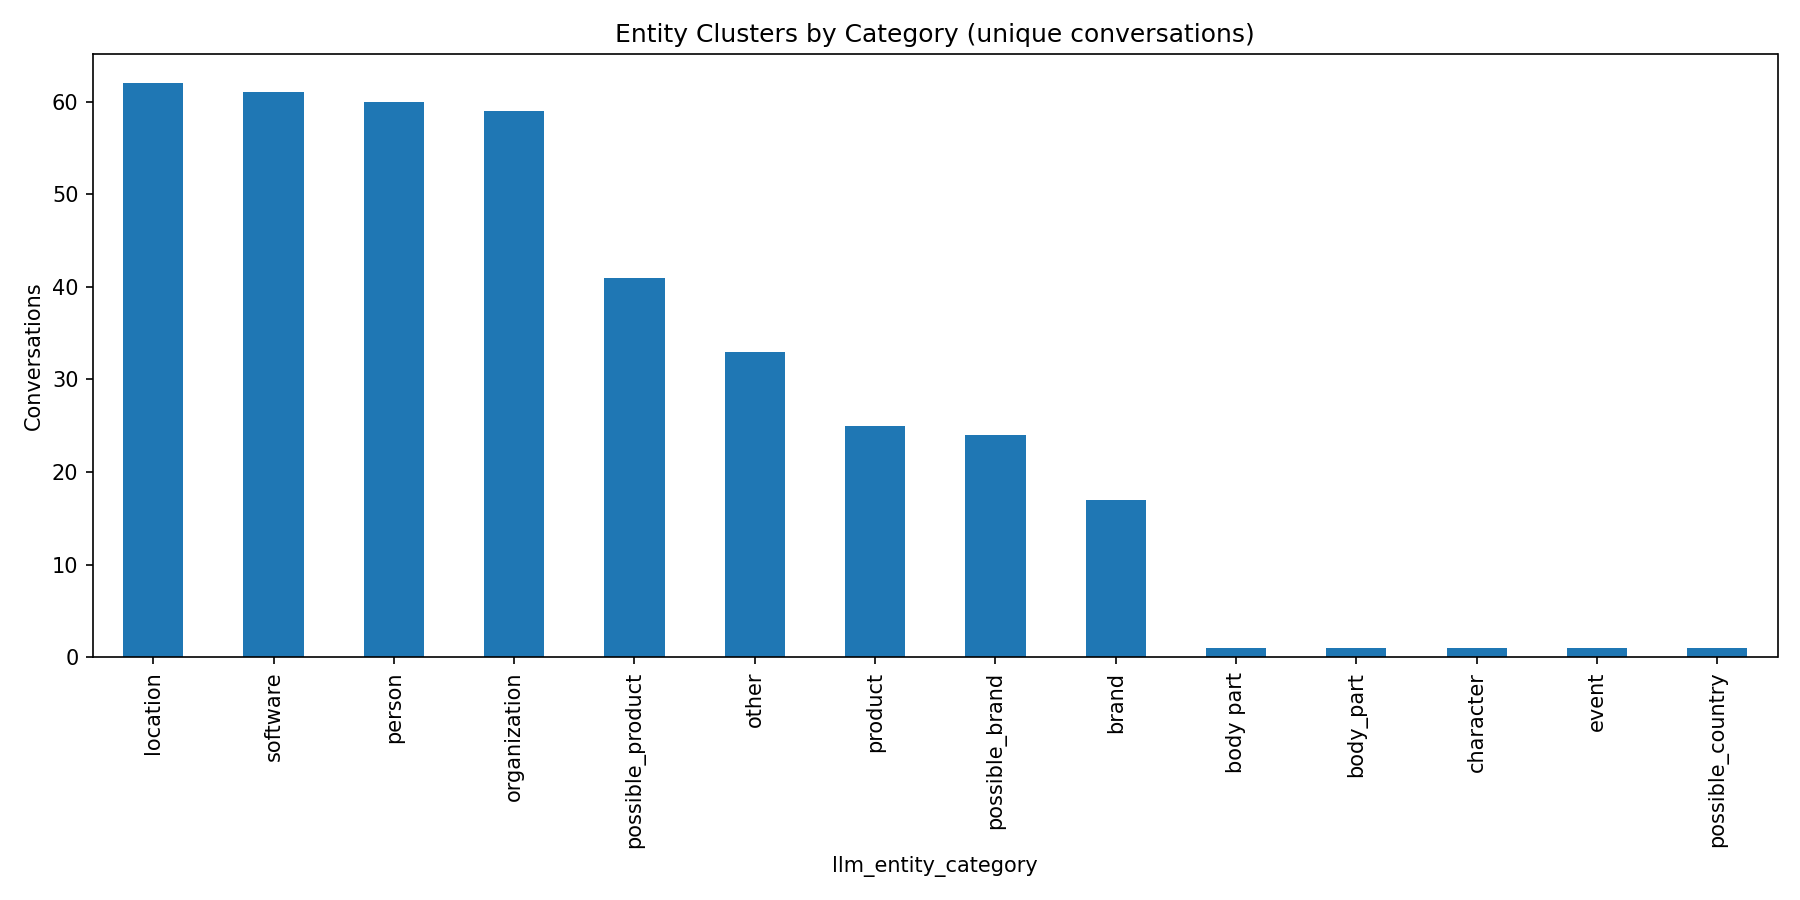 Entity Clusters by Category (unique conversations)
Conversations
60
50
40
30
20
10
0
location
software
person
organization
possible_product
other
product
possible_brand
brand
body part
body_part
character
event
possible_country
llm_entity_category